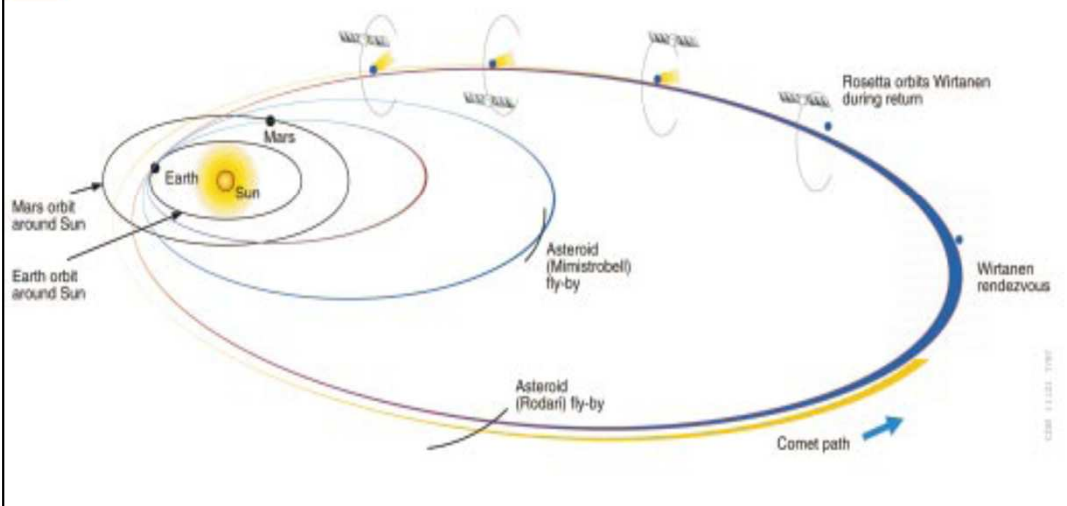 Rosetta orbits Wirtanen
during return
Mars
Earth
Sun
Mars orbit
around Sun
Asteroid
(Mimistrobell)
fly-by
Earth orbit
around Sun
Wirtanen
rendezvous
Asteroid
(Rodari) fly-by
Comet path